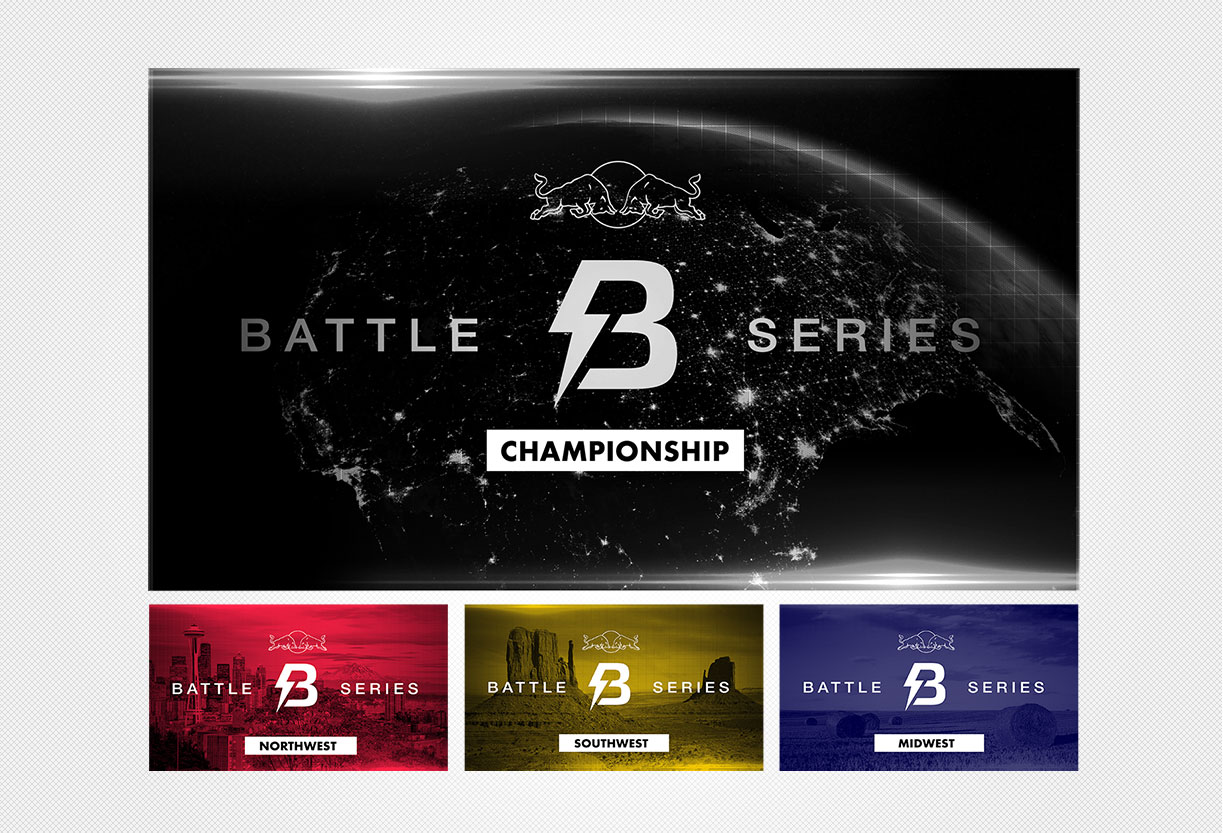 BATTLE B SERIES
CHAMPIONSHIP
BATTLE B SERIES
NORTHWEST
BATTLE B SERIES
SOUTHWEST
BATTLE B SERIES
MIDWEST